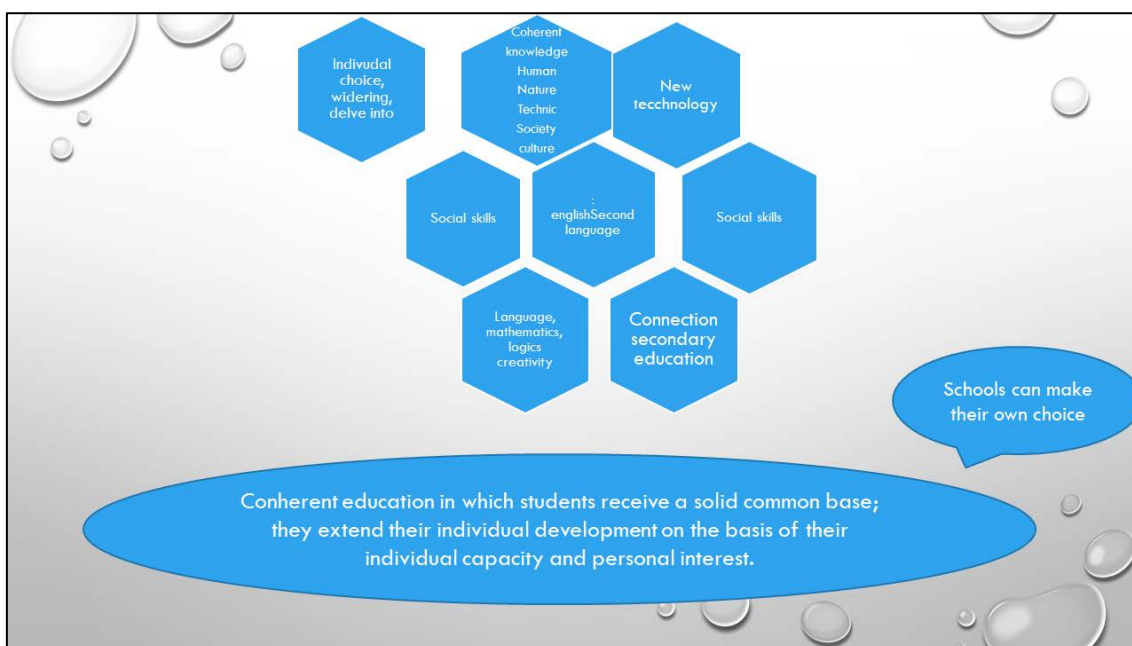 Indivudal
choice,
widering,
delve into
Coherent
knowledge
Human
Nature
Technic
Society
culture
New
tecchnology
Social skills
:
englishSecond
language
Social skills
Language,
mathematics,
logics
creativity
Connection
secondary
education
Schools can make
their own choice
Conherent education in which students receive a solid common base;
they extend their individual development on the basis of their
individual capacity and personal interest.